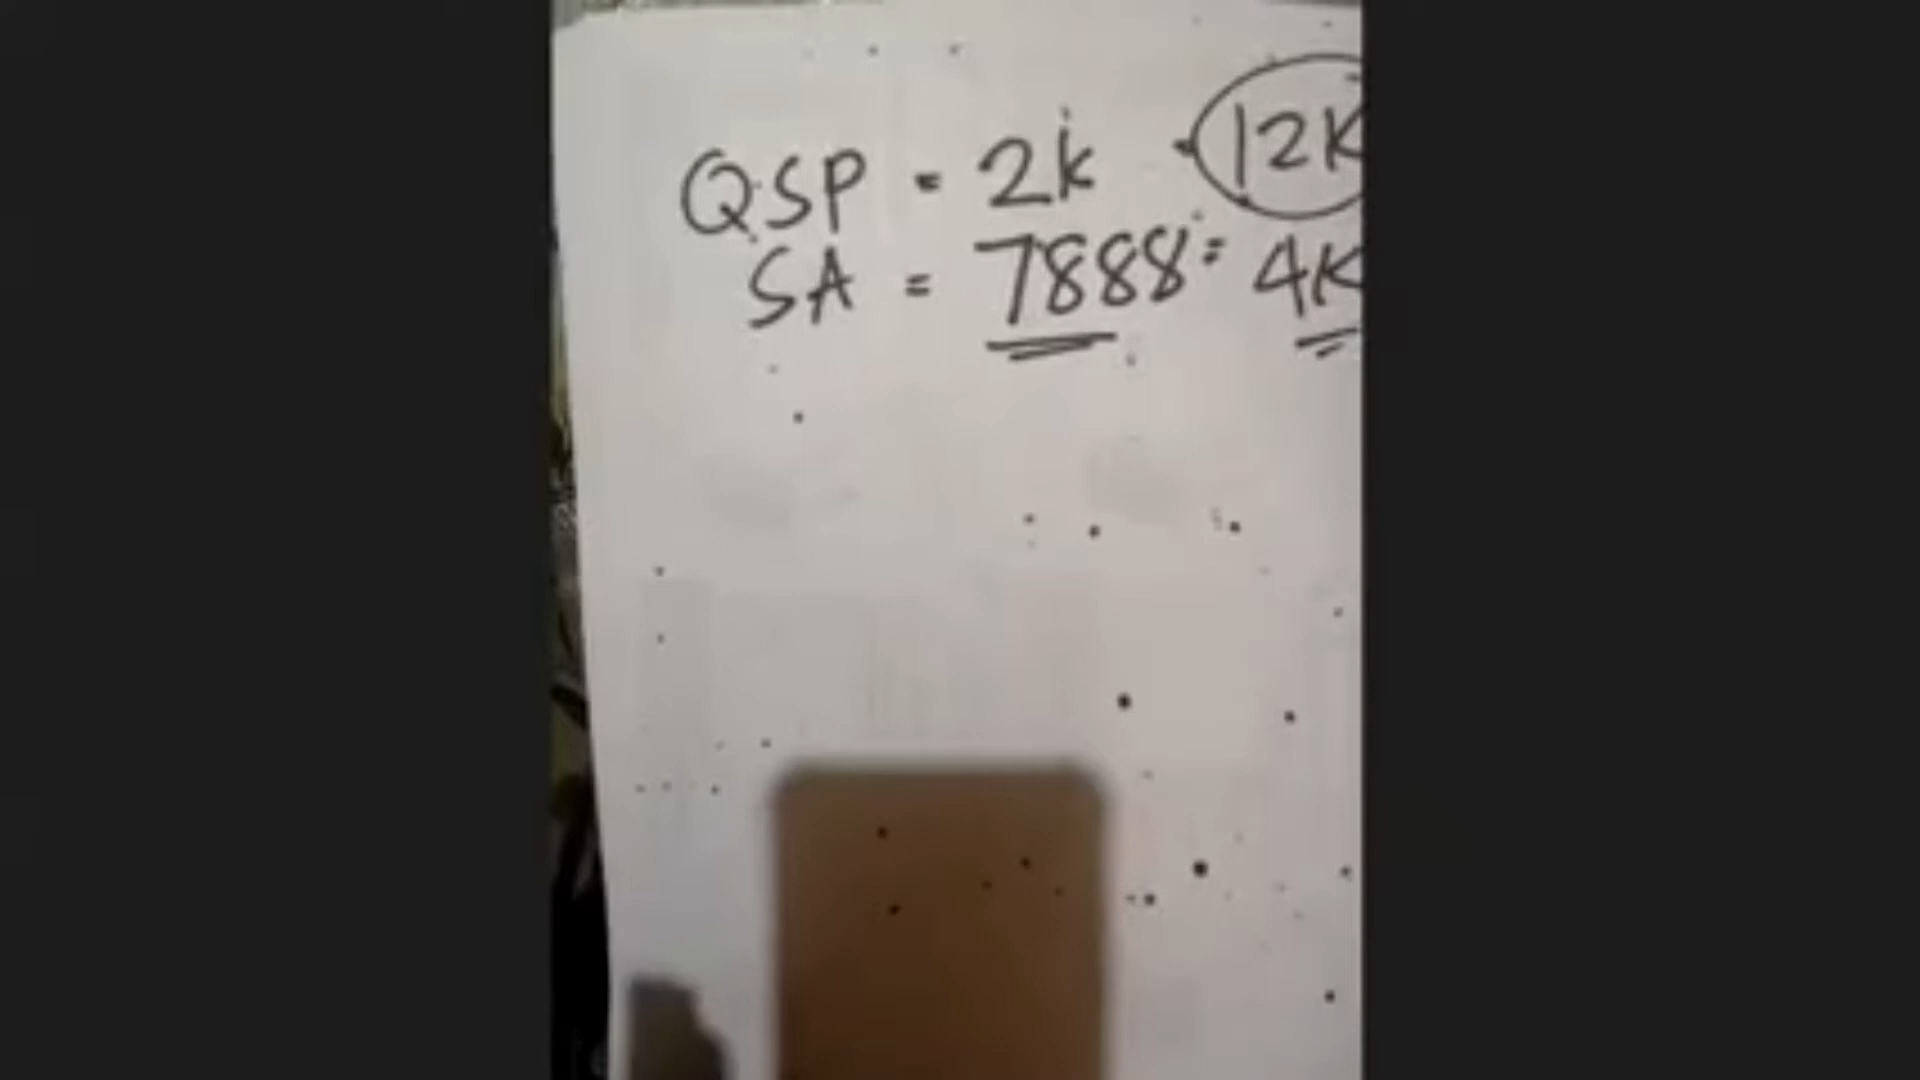 QSP = 2k - 12K
SA = 7888 = 4K